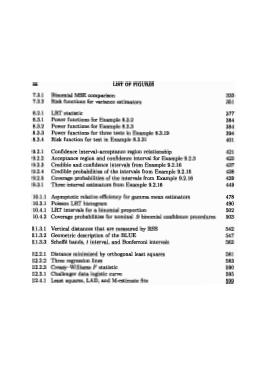 LIST OF FIGURES
7.3.1 Binomial MSE comparison 333
7.3.2 Risk functions for variance estimators 351
8.2.1 LRT statistic 377
8.3.1 Power functions for Example 8.3.2 384
8.3.2 Power functions for Example 8.3.3 384
8.3.3 Power functions for three tests in Example 8.3.19 394
8.3.4 Risk function for test in Example 8.3.31 401
9.2.1 Confidence interval-acceptance region relationship 421
9.2.2 Acceptance region and confidence interval for Example 9.2.3 423
9.2.3 Credible and confidence intervals from Example 9.2.16 437
9.2.4 Credible probabilities of the intervals from Example 9.2.16 438
9.2.5 Coverage probabilities of the intervals from Example 9.2.16 439
9.3.1 Three interval estimators from Example 9.2.16 449
10.1.1 Asymptotic relative efficiency for gamma mean estimators 478
10.3.1 Poisson LRT histogram 490
10.4.1 LRT intervals for a binomial proportion 502
10.4.2 Coverage probabilities for nominal binomial confidence procedures 503
11.3.1 Vertical distances that are measured by RSS 542
11.3.2 Geometric description of the BLUE 547
11.3.3 Scheffé bands, t interval, and Bonferroni intervals 562
12.2.1 Distance minimized by orthogonal least squares 581
12.2.2 Three regression lines 583
12.2.3 Creasy-Williams F statistic 590
12.3.1 Challenger data logistic curve 595
12.4.1 Least squares, LAD, and M-estimate fits 599